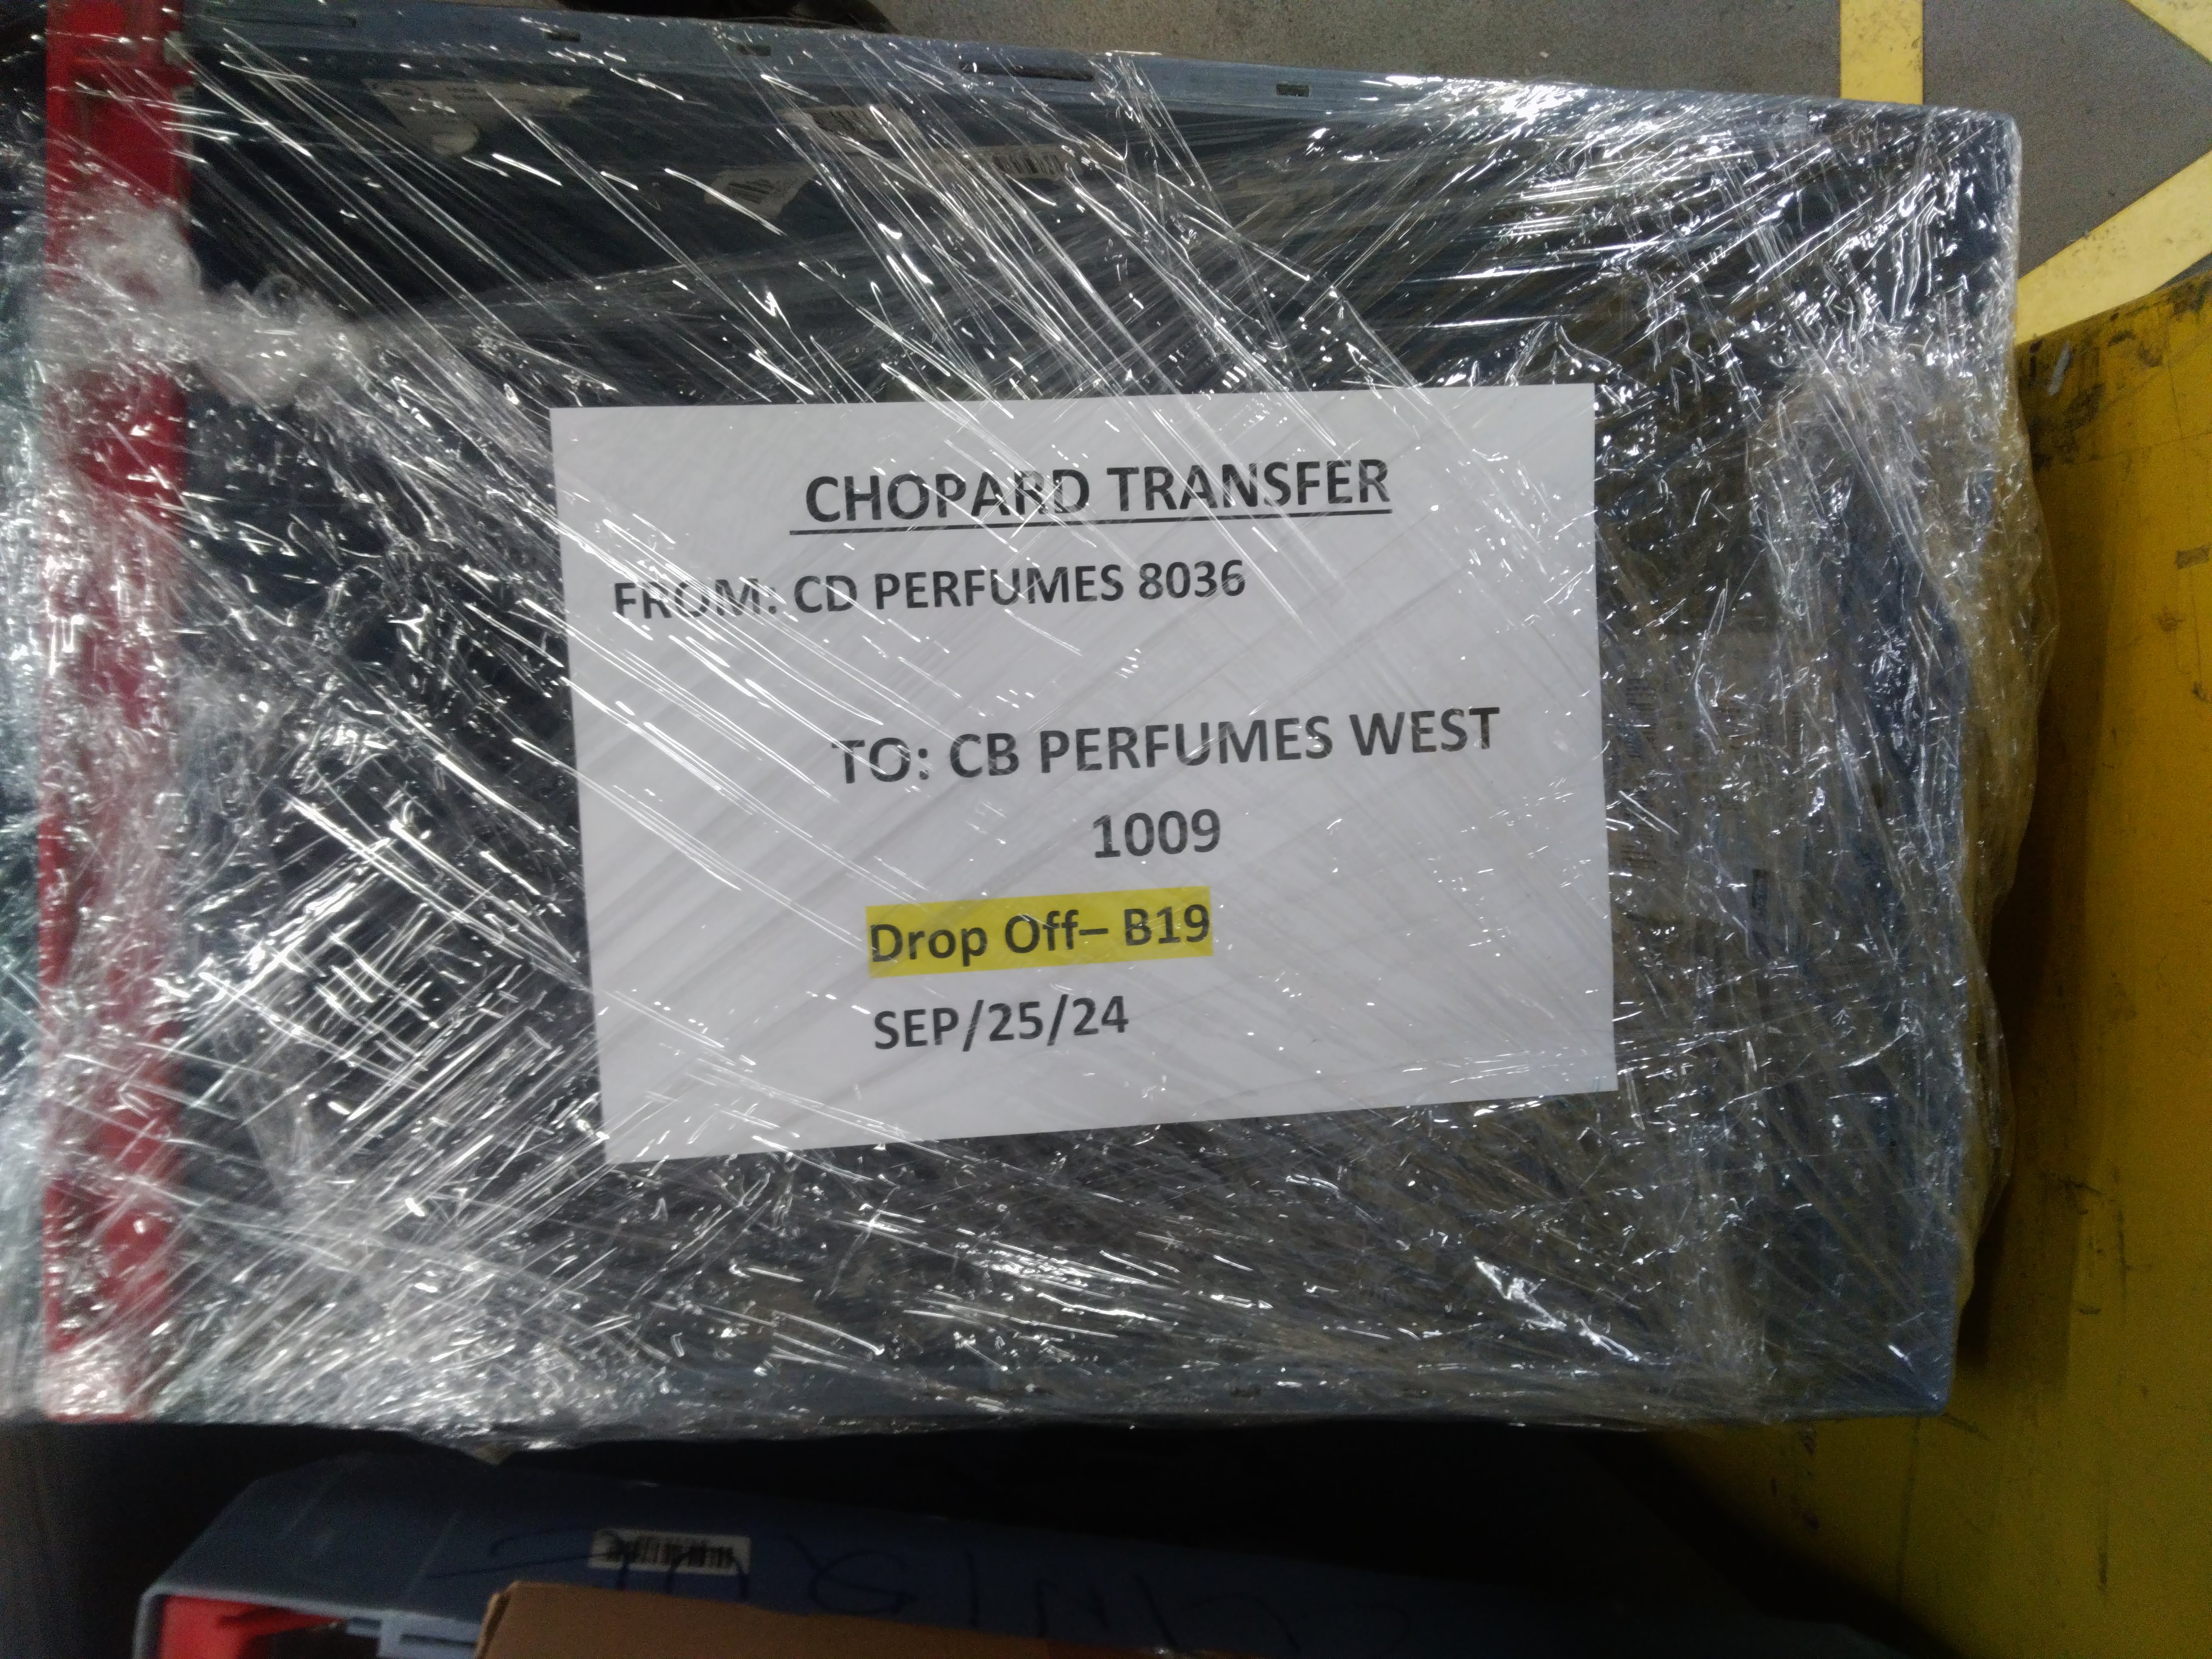 CHOPARD TRANSFER
FROM: CD PERFUMES 8036
TO: CB PERFUMES WEST
1009
Drop Off– B19
SEP/25/24